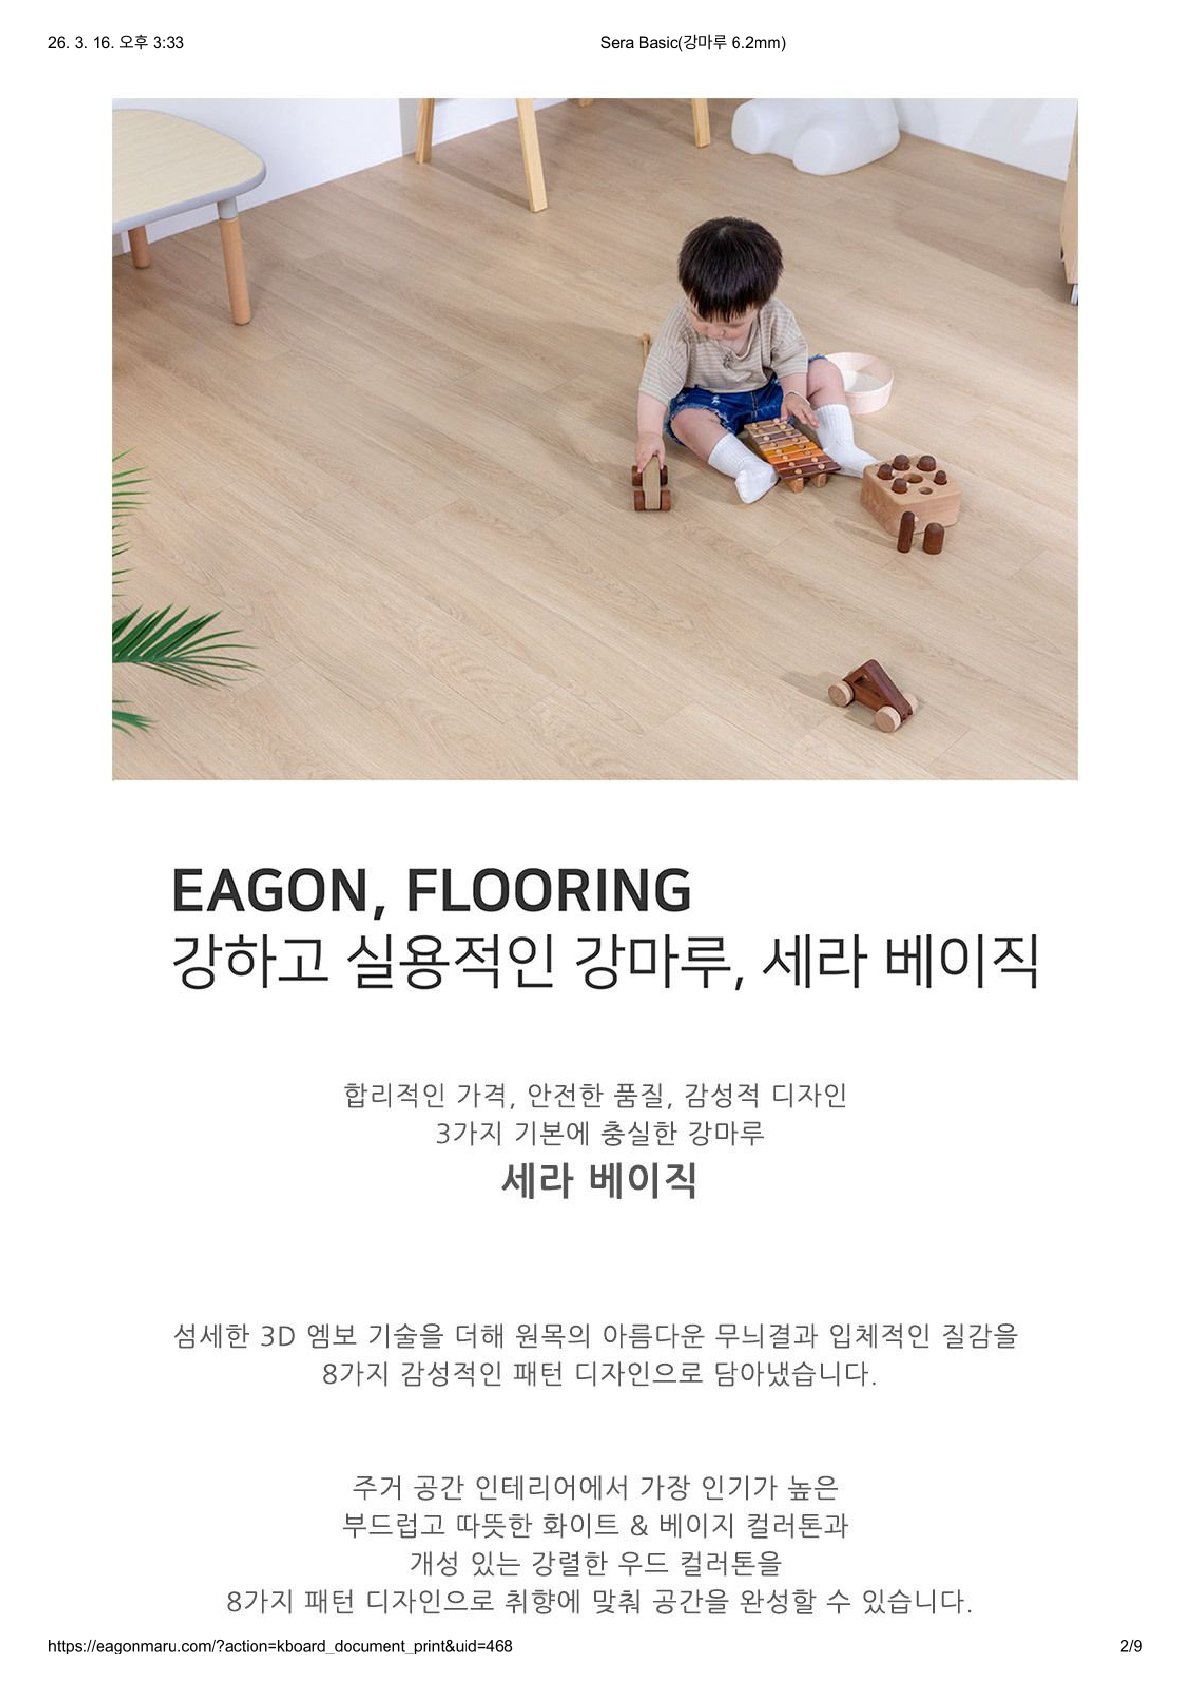 26. 3. 16. 오후 3:33
Sera Basic(강마루 6.2mm)
EAGON, FLOORING
강하고 실용적인 강마루, 세라 베이직
합리적인 가격, 안전한 품질, 감성적 디자인
3가지 기본에 충실한 강마루
세라 베이직
섬세한 3D 엠보 기술을 더해 원목의 아름다운 무늬결과 입체적인 질감을
8가지 감성적인 패턴 디자인으로 담아냈습니다.
주거 공간 인테리어에서 가장 인기가 높은
부드럽고 따뜻한 화이트 & 베이지 컬러톤과
개성 있는 강렬한 우드 컬러톤을
8가지 패턴 디자인으로 취향에 맞춰 공간을 완성할 수 있습니다.
https://eagonmaru.com/?action=kboard_document_print&uid=468
2/9